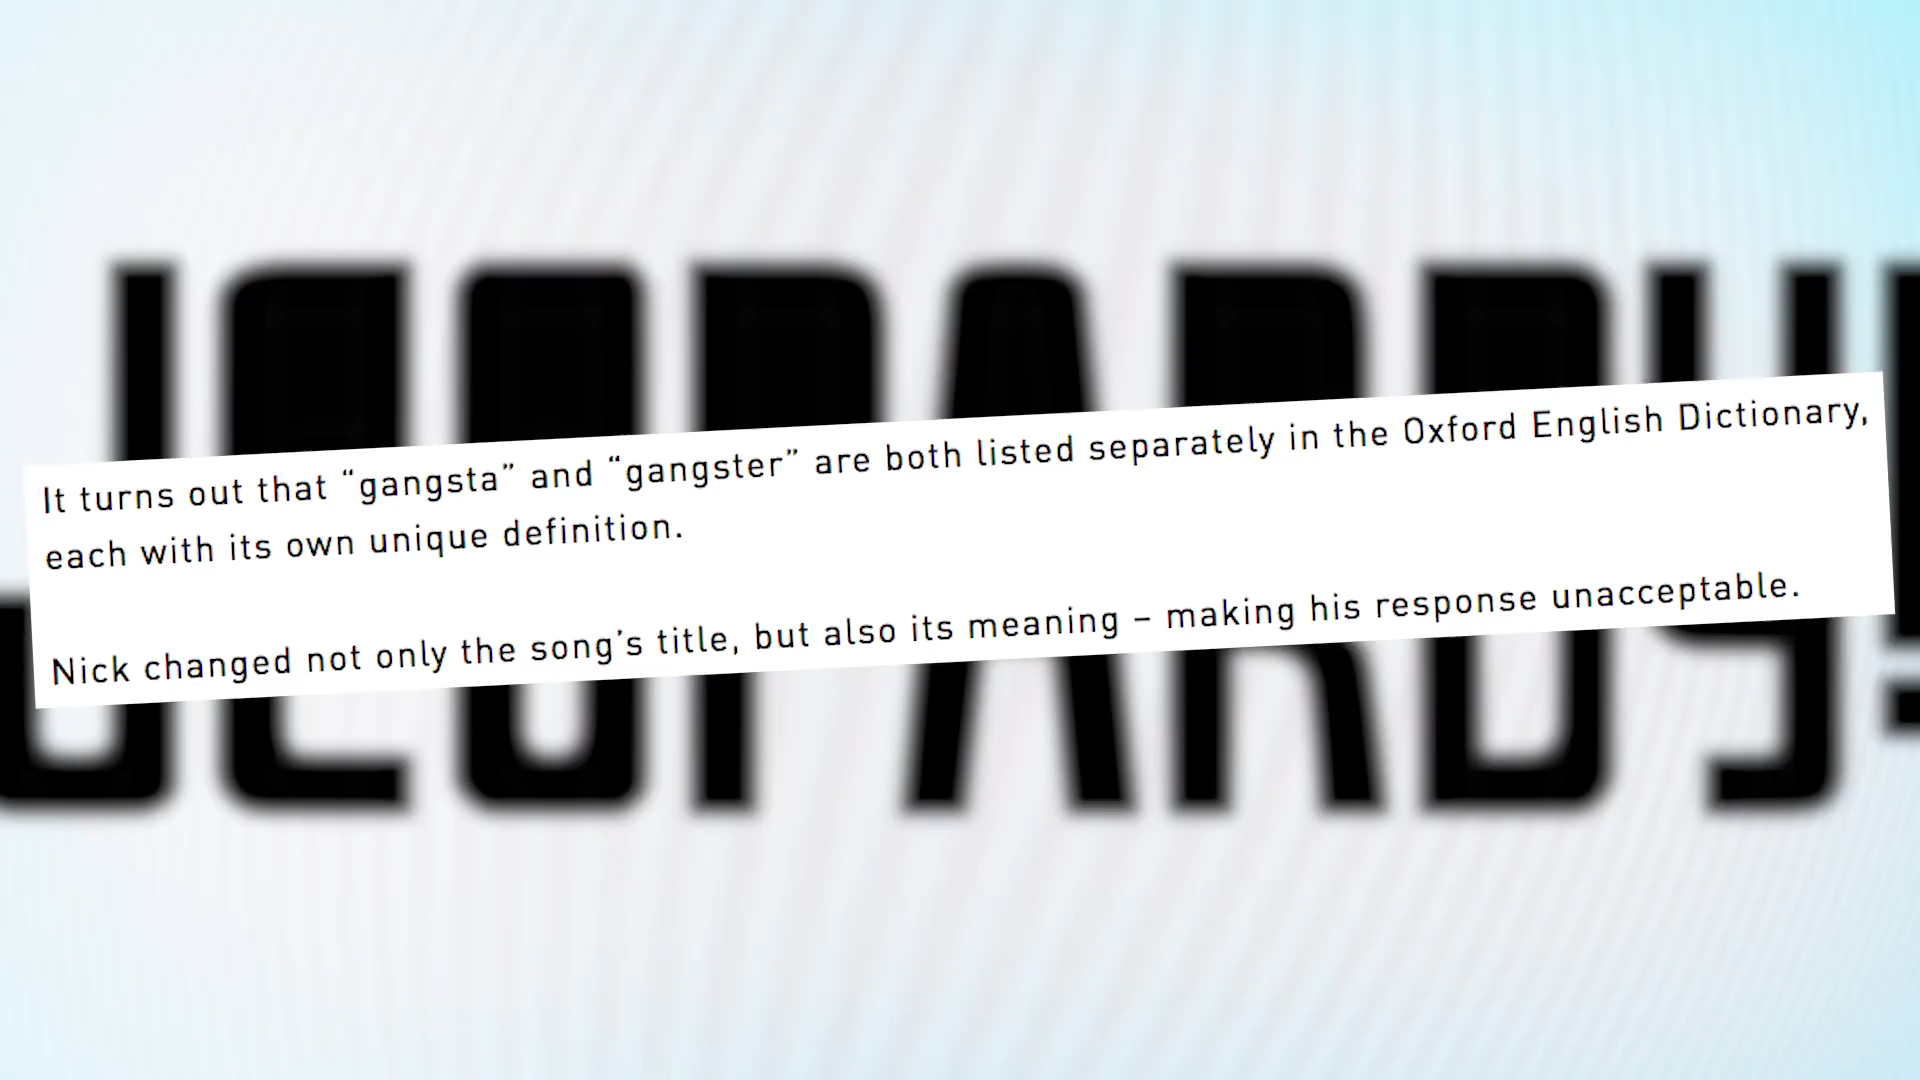 JEOPARDY!
It turns out that “gangsta” and “gangster” are both listed separately in the Oxford English Dictionary,
each with its own unique definition.
Nick changed not only the song’s title, but also its meaning – making his response unacceptable.